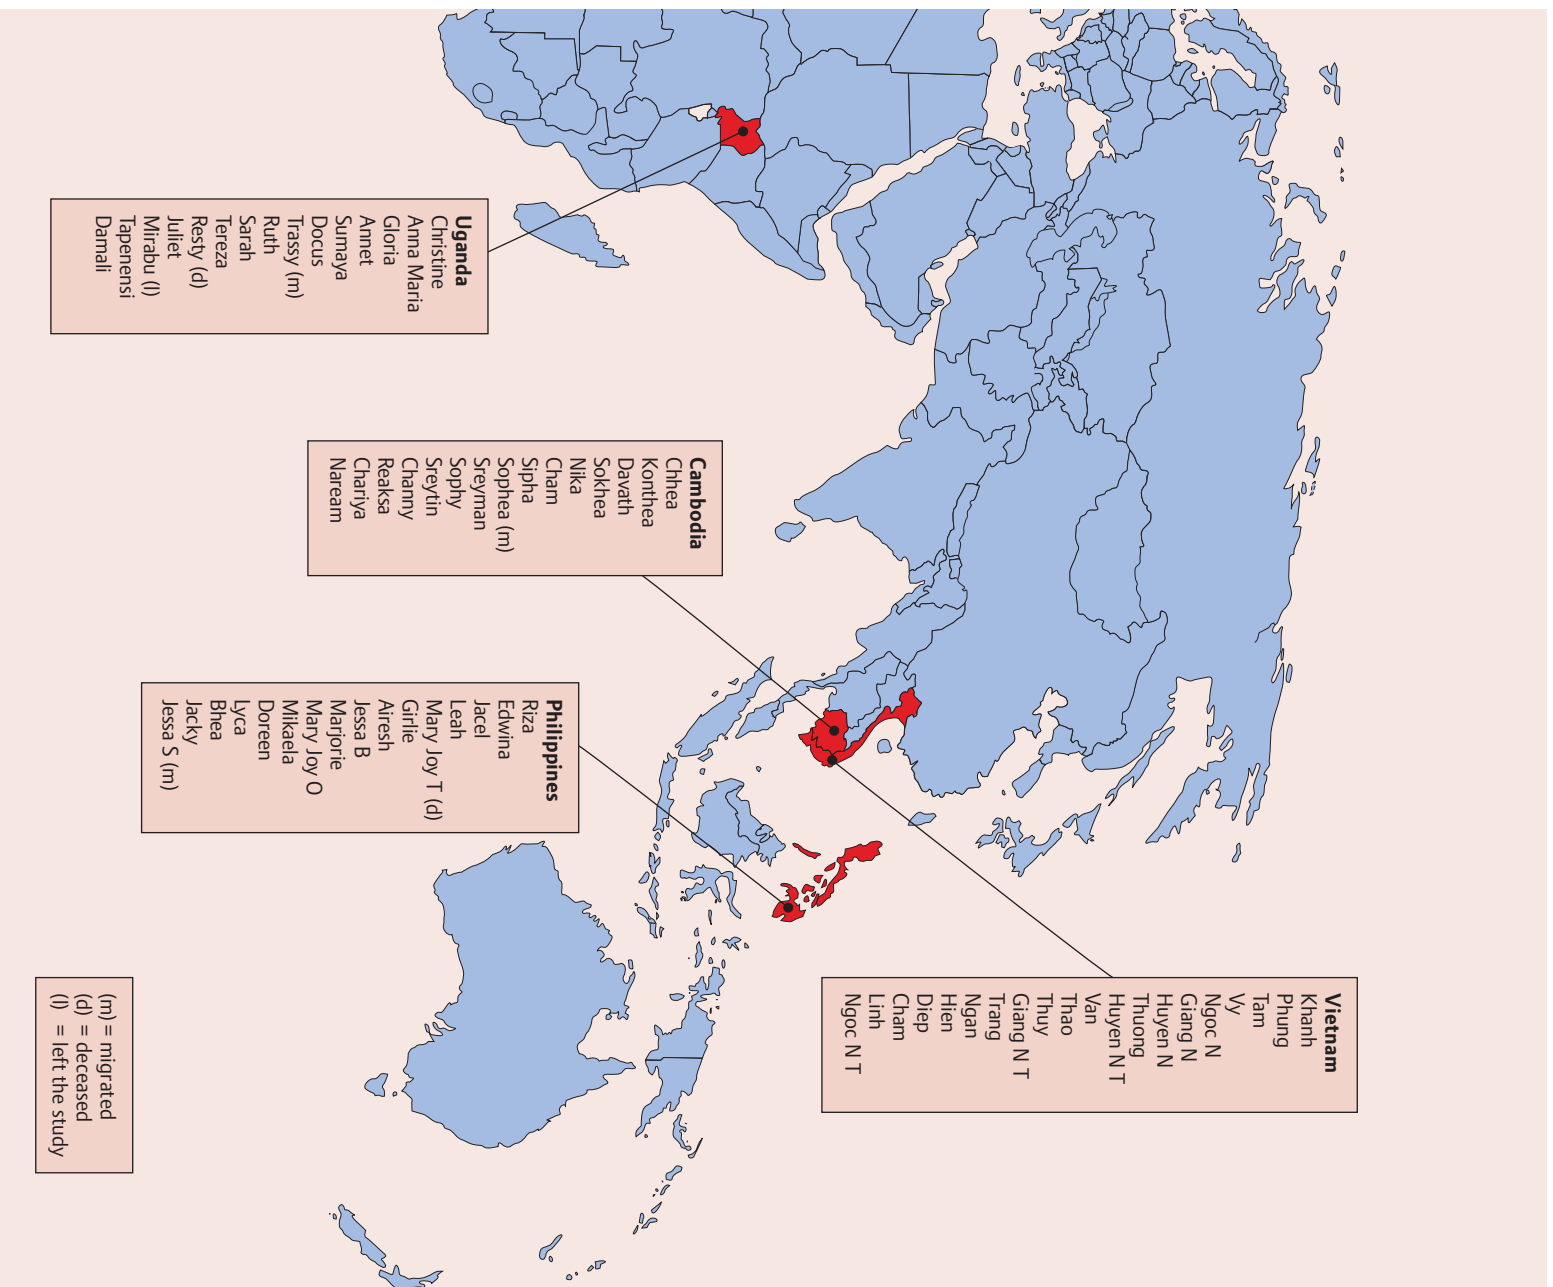 Uganda
Christine
Anna Maria
Gloria
Annet
Sumaya
Docus
Trassy (m)
Ruth
Sarah
Tereza
Resty (d)
Juliet
Mirabu (l)
Tapenensi
Damali
Cambodia
Chhea
Konthea
Davath
Sokhea
Nika
Cham
Sipha
Sophea (m)
Sreyman
Sophy
Sreytin
Channy
Reaksa
Chariya
Naream
Philippines
Riza
Edwina
Jacel
Leah
Mary Joy T (d)
Girlie
Airesh
Jessa B
Marjorie
Mary Joy O
Mikaela
Doreen
Lyca
Bhea
Jacky
Jessa S (m)
Vietnam
Khanh
Phung
Tam
Vy
Ngoc N
Giang N
Huyen N
Thuong
Huyen N T
Van
Thao
Thuy
Giang N T
Trang
Ngan
Hien
Diep
Cham
Linh
Ngoc N T
(m) = migrated
(d) = deceased
(l) = left the study